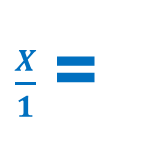 x/1 =